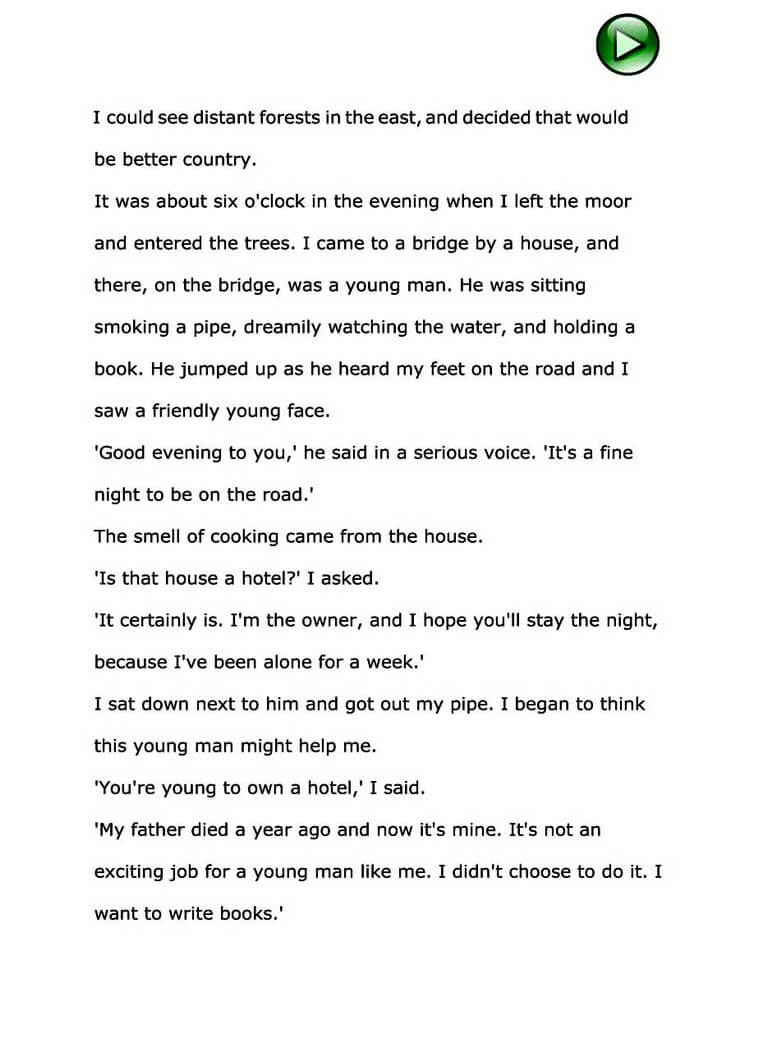 I could see distant forests in the east, and decided that would
be better country.
It was about six o'clock in the evening when I left the moor
and entered the trees. I came to a bridge by a house, and
there, on the bridge, was a young man. He was sitting
smoking a pipe, dreamily watching the water, and holding a
book. He jumped up as he heard my feet on the road and I
saw a friendly young face.
'Good evening to you,' he said in a serious voice. 'It's a fine
night to be on the road.'
The smell of cooking came from the house.
'Is that house a hotel?' I asked.
'It certainly is. I'm the owner, and I hope you'll stay the night,
because I've been alone for a week.'
I sat down next to him and got out my pipe. I began to think
this young man might help me.
'You're young to own a hotel,' I said.
'My father died a year ago and now it's mine. It's not an
exciting job for a young man like me. I didn't choose to do it. I
want to write books.'